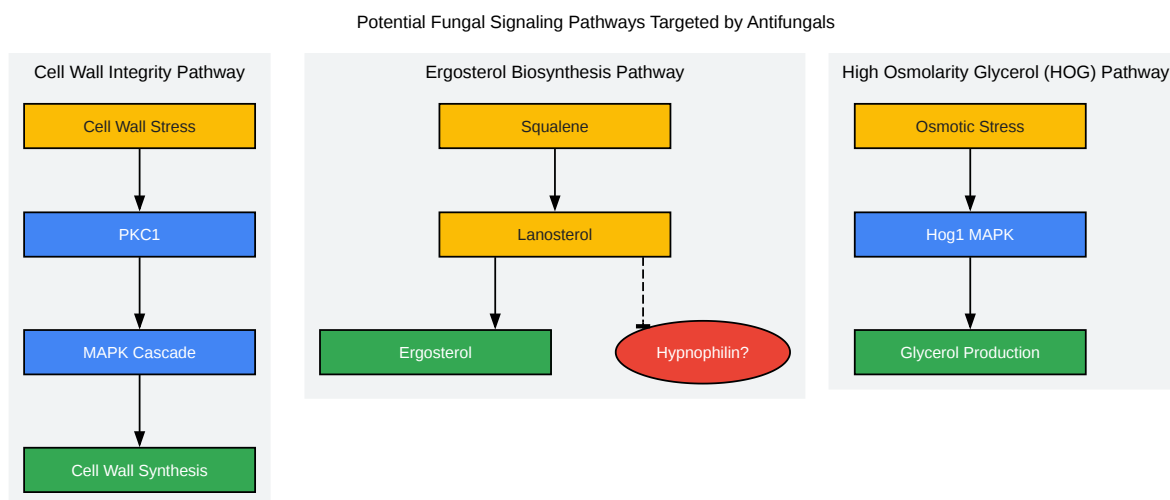 Potential Fungal Signaling Pathways Targeted by Antifungals
Cell Wall Integrity Pathway
Cell Wall Stress
PKC1
MAPK Cascade
Cell Wall Synthesis
Ergosterol Biosynthesis Pathway
Squalene
Lanosterol
Ergosterol
Hypnophilin?
High Osmolarity Glycerol (HOG) Pathway
Osmotic Stress
Hog1 MAPK
Glycerol Production